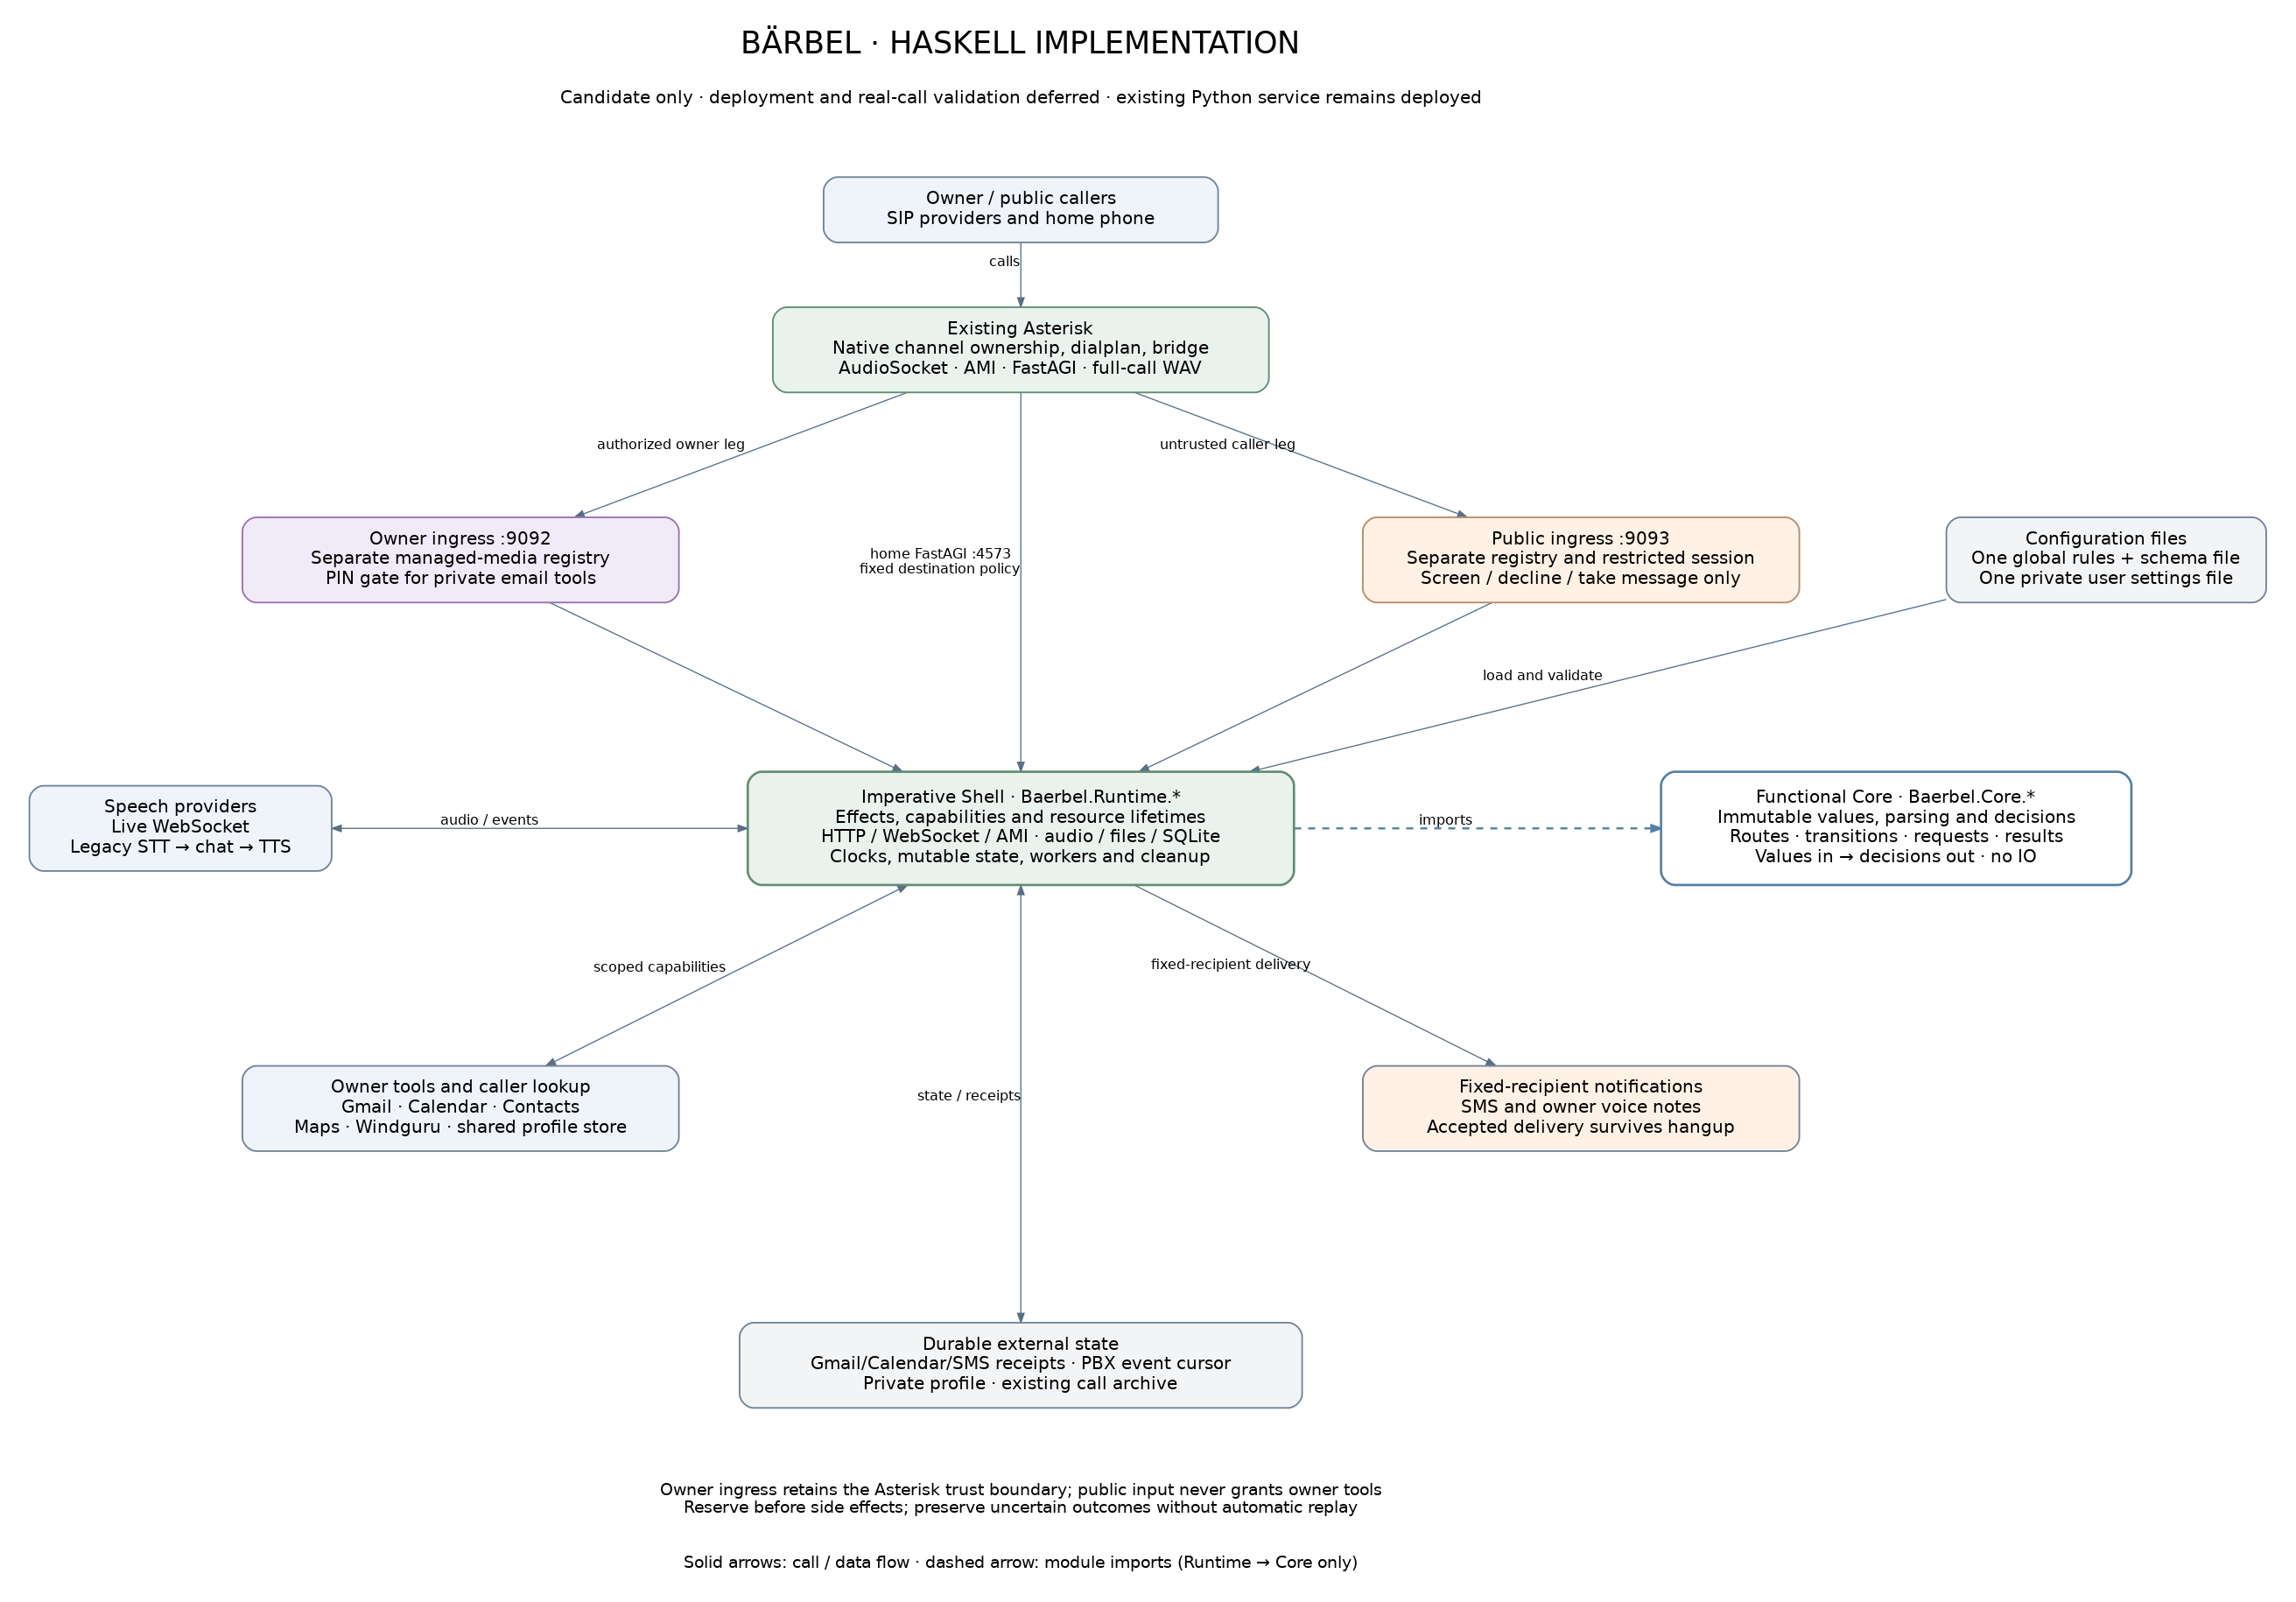 BÄRBEL · HASKELL IMPLEMENTATION
Candidate only · deployment and real-call validation deferred · existing Python service remains deployed
Owner / public callers
SIP providers and home phone
calls
Existing Asterisk
Native channel ownership, dialplan, bridge
AudioSocket · AMI · FastAGI · full-call WAV
authorized owner leg
untrusted caller leg
Owner ingress :9092
Separate managed-media registry
PIN gate for private email tools
home FastAGI :4573
fixed destination policy
Public ingress :9093
Separate registry and restricted session
Screen / decline / take message only
Configuration files
One global rules + schema file
One private user settings file
load and validate
Speech providers
Live WebSocket
Legacy STT → chat → TTS
audio / events
Imperative Shell · Baerbel.Runtime.*
Effects, capabilities and resource lifetimes
HTTP / WebSocket / AMI · audio / files / SQLite
Clocks, mutable state, workers and cleanup
imports
Functional Core · Baerbel.Core.*
Immutable values, parsing and decisions
Routes · transitions · requests · results
Values in → decisions out · no IO
scoped capabilities
fixed-recipient delivery
Owner tools and caller lookup
Gmail · Calendar · Contacts
Maps · Windguru · shared profile store
state / receipts
Fixed-recipient notifications
SMS and owner voice notes
Accepted delivery survives hangup
Durable external state
Gmail/Calendar/SMS receipts · PBX event cursor
Private profile · existing call archive
Owner ingress retains the Asterisk trust boundary; public input never grants owner tools
Reserve before side effects; preserve uncertain outcomes without automatic replay
Solid arrows: call / data flow · dashed arrow: module imports (Runtime → Core only)